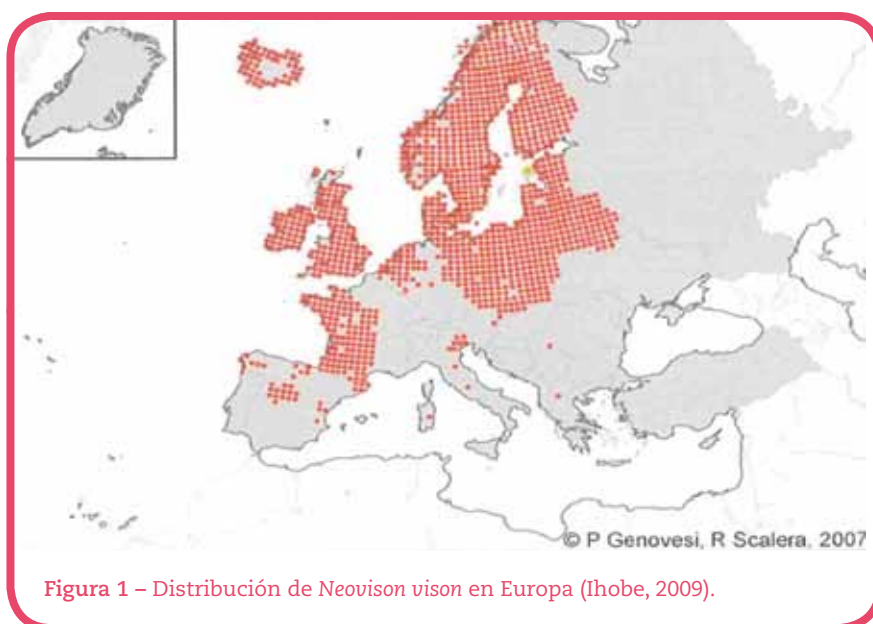 © P Genovesi, R Scalera, 2007
Figura 1 – Distribución de Neovison vison en Europa (Ihobe, 2009).